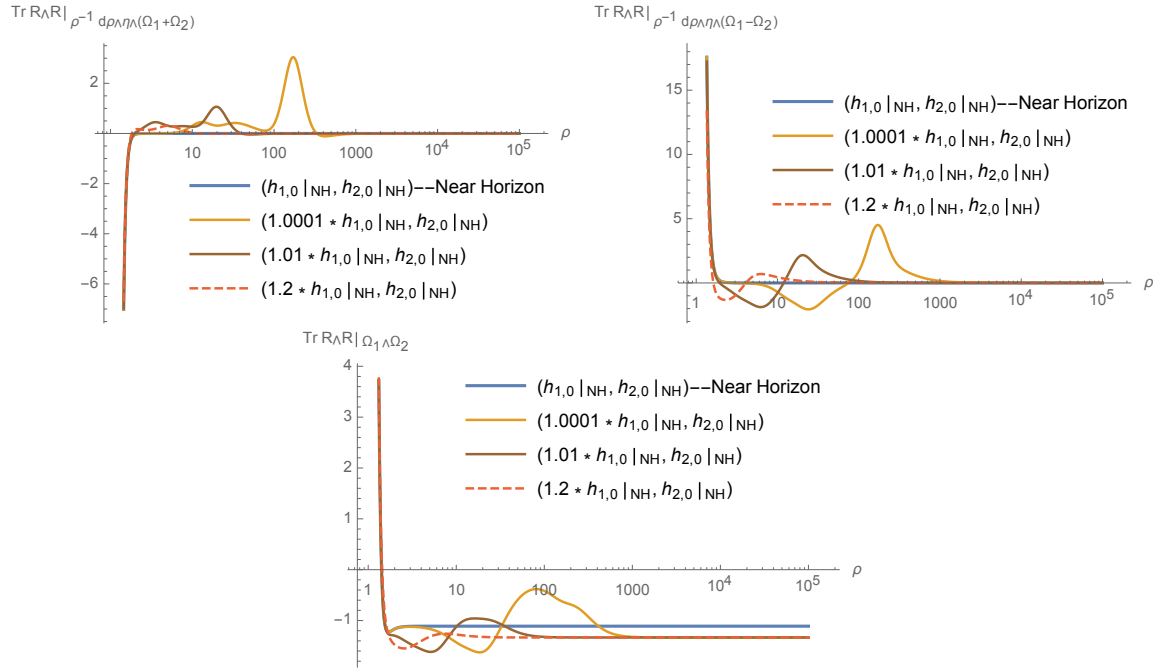 Tr R∧R| ρ⁻¹ dρ∧η∧(Ω₁+Ω₂)
2
10 100 1000 10⁴ 10⁵ ρ
-2
-4
-6
(h₁,₀|NH, h₂,₀|NH)--Near Horizon
(1.0001 * h₁,₀|NH, h₂,₀|NH)
(1.01 * h₁,₀|NH, h₂,₀|NH)
(1.2 * h₁,₀|NH, h₂,₀|NH)
Tr R∧R| ρ⁻¹ dρ∧η∧(Ω₁−Ω₂)
15
10
5
1 10 100 1000 10⁴ 10⁵ ρ
(h₁,₀|NH, h₂,₀|NH)--Near Horizon
(1.0001 * h₁,₀|NH, h₂,₀|NH)
(1.01 * h₁,₀|NH, h₂,₀|NH)
(1.2 * h₁,₀|NH, h₂,₀|NH)
Tr R∧R| Ω₁∧Ω₂
4
3
2
1
1 10 100 1000 10⁴ 10⁵ ρ
-1
(h₁,₀|NH, h₂,₀|NH)--Near Horizon
(1.0001 * h₁,₀|NH, h₂,₀|NH)
(1.01 * h₁,₀|NH, h₂,₀|NH)
(1.2 * h₁,₀|NH, h₂,₀|NH)